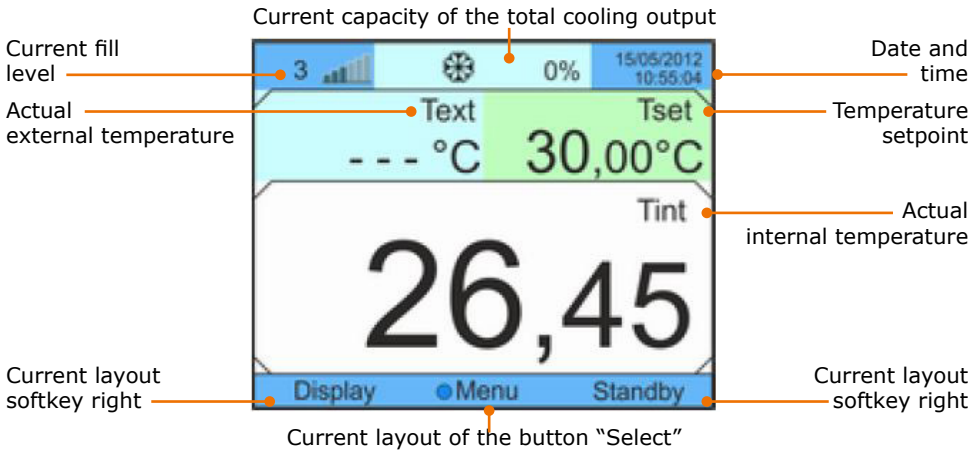 Current capacity of the total cooling output
Current fill
level
Date and
time
3
0%
15/05/2012
10:55:04
Actual
external temperature
Text
Tset
Temperature
setpoint
- - - °C
30,00°C
Tint
Actual
internal temperature
26,45
Current layout
softkey right
Display
Menu
Standby
Current layout
softkey right
Current layout of the button “Select”